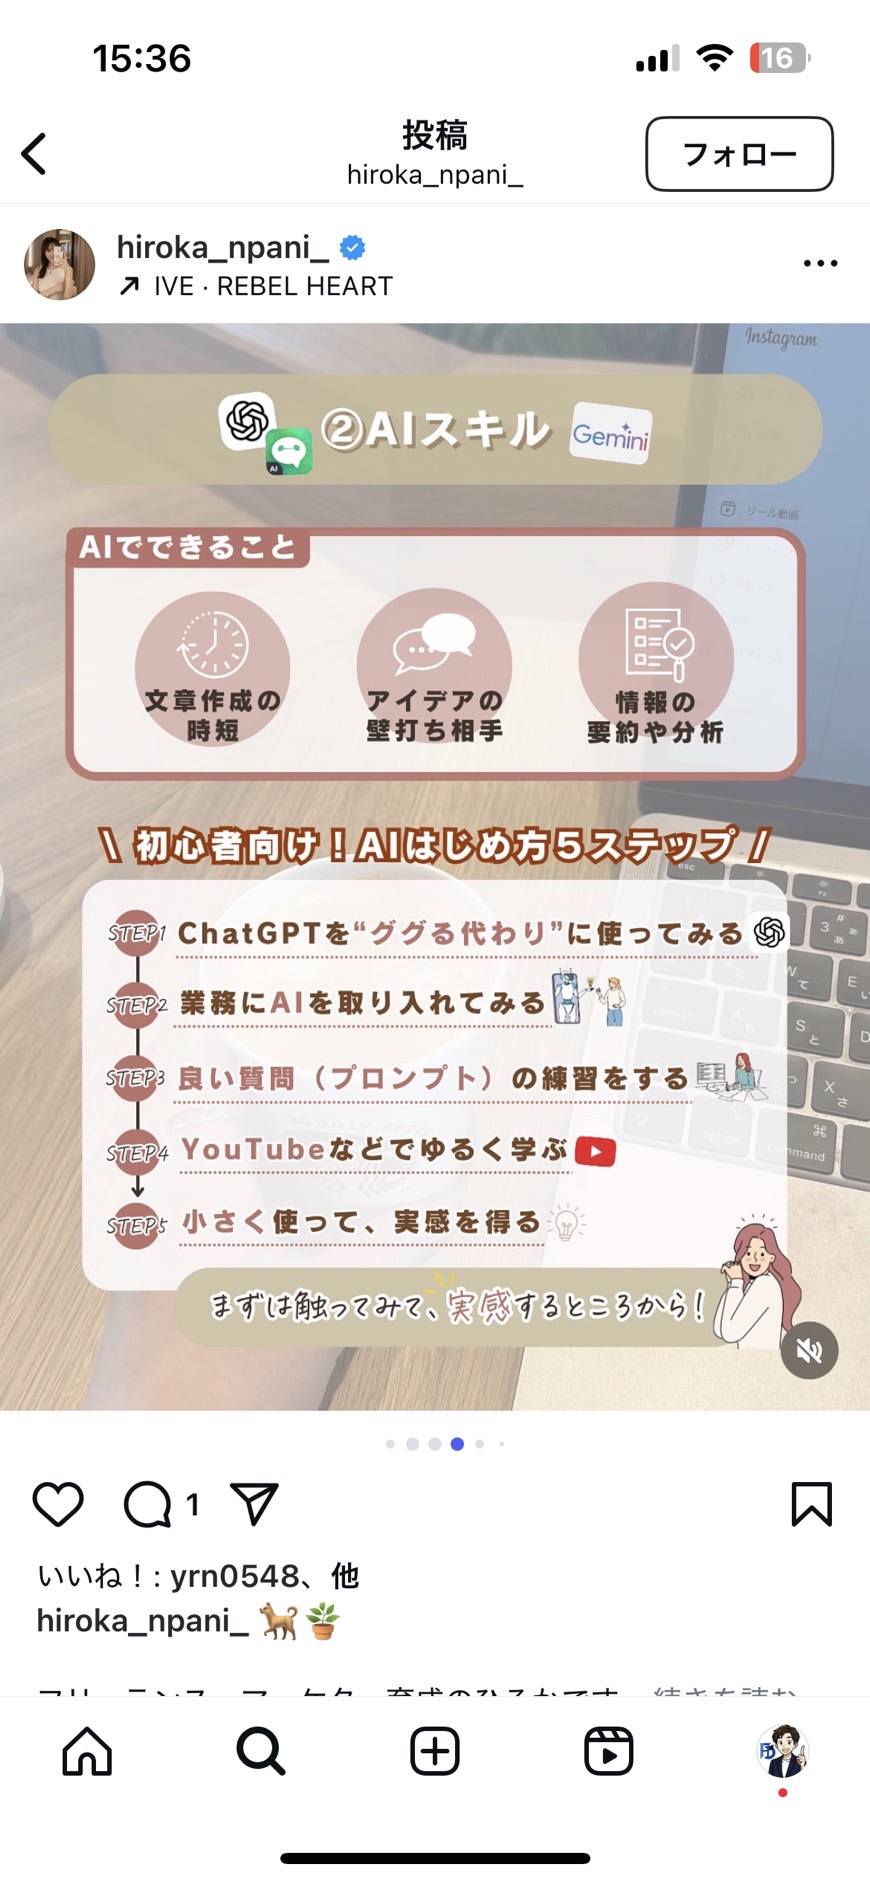 15:36
16
投稿
hiroka_npani_
フォロー
hiroka_npani_
IVE · REBEL HEART
Instagram
AI
②AIスキル
Gemini
リール動画
AIでできること
文章作成の
時短
アイデアの
壁打ち相手
情報の
要約や分析
\ 初心者向け！AIはじめ方5ステップ /
STEP1 ChatGPTを“ググる代わり”に使ってみる
STEP2 業務にAIを取り入れてみる
STEP3 良い質問（プロンプト）の練習をする
STEP4 YouTubeなどでゆるく学ぶ
STEP5 小さく使って、実感を得る
まずは触ってみて、実感するところから！
esc
command
1
いいね！: yrn0548、他
hiroka_npani_ 🐕🪴